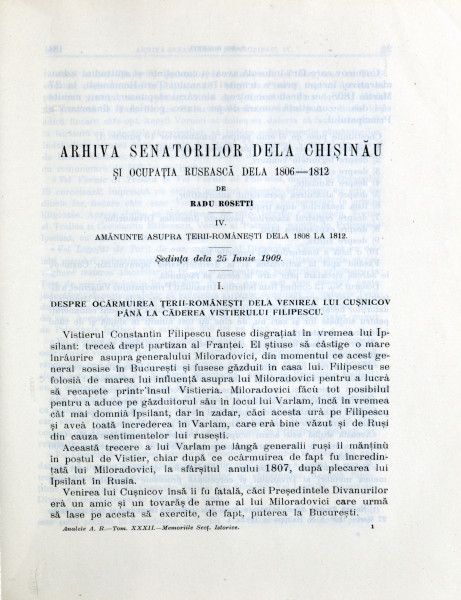 ARHIVA SENATORILOR DELA CHIȘINĂU
ȘI OCUPAȚIA RUSEASCĂ DELA 1806—1812
DE
RADU ROSETTI
IV.
AMĂNUNTE ASUPRA ȚERII-ROMÂNEȘTI DELA 1808 LA 1812.
Ședința dela 25 Iunie 1909.
I.
DESPRE OCÂRMUIREA ȚERII-ROMÂNEȘTI DELA VENIREA LUI CUȘNICOV
PÂNĂ LA CĂDEREA VISTIERULUI FILIPESCU.
Vistierul Constantin Filipescu fusese disgrațiat în vremea lui Ip-
silant: treceà drept partizan al Franței. El știuse să câștige o mare
înrâurire asupra generalului Miloradovici, din momentul ce acest ge-
neral sosise în București și fusese găzduit în casa lui. Filipescu se
folosià de marea lui influență asupra lui Miloradovici pentru a lucrà
să recapete printr'însul Vistieria. Miloradovici făcù tot posibilul
pentru a aduce pe găzduitorul său în locul lui Varlam, încă în vremea
cât mai domnià Ipsilant, dar în zadar, căci acesta urà pe Filipescu
și aveà toată încrederea în Varlam, care erà bine văzut și de Ruși
din cauza sentimentelor lui rusești.
Această trecere a lui Varlam pe lângă generalii ruși îl mănținù
în postul de Vistier, chiar după ce ocârmuirea de fapt fu încredin-
țată lui Miloradovici, la sfârșitul anului 1807, după plecarea lui
Ipsilant în Rusia.
Venirea lui Cușnicov însă îi fu fatală, căci Președintele Divanurilor
erà un amic și un tovarăș de arme al lui Miloradovici care urmă
să lase pe acesta să exercite, de fapt, puterea la București.
Analele A. R.—Tom. XXXII.—Memoriile Secț. Istorice.
1